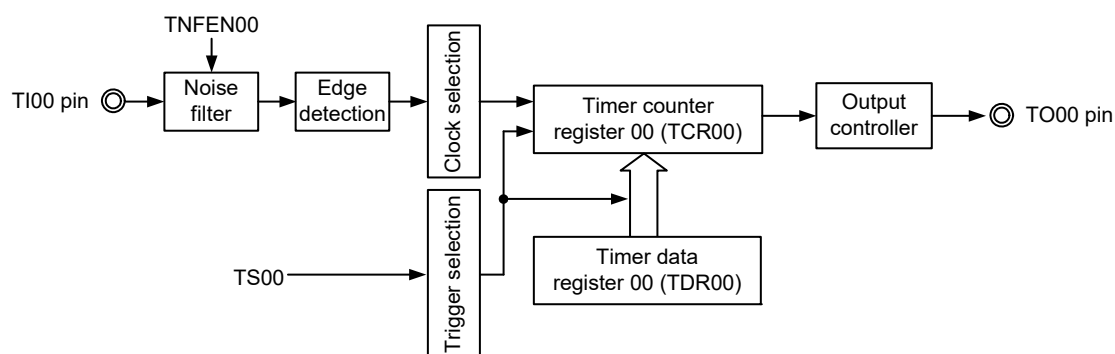 TNFEN00
TI00 pin
Noise
filter
Edge
detection
Clock selection
Timer counter
register 00 (TCR00)
Output
controller
TO00 pin
TS00
Trigger selection
Timer data
register 00 (TDR00)